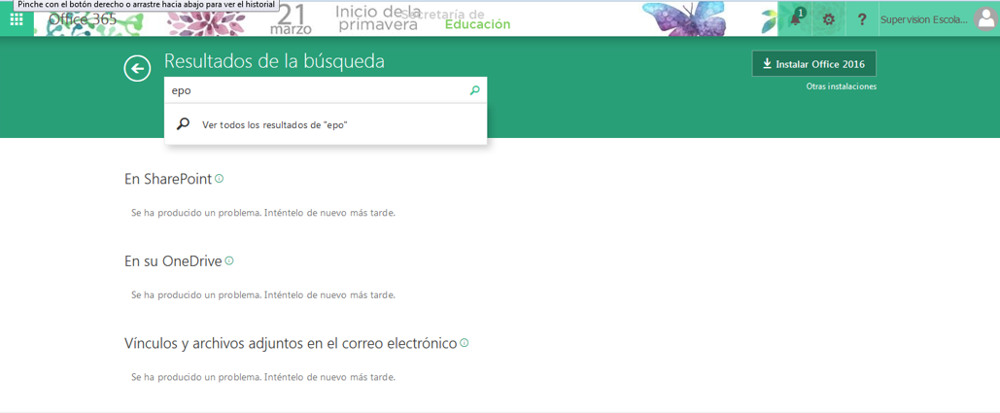 Pinche con el botón derecho o arrastre hacia abajo para ver el historial
Office 365
21
marzo
Inicio de la
primavera
Secretaría de
Educación
1
?
Supervision Escola...
Resultados de la búsqueda
Instalar Office 2016
Otras instalaciones
epo
Ver todos los resultados de "epo"
En SharePoint
Se ha producido un problema. Inténtelo de nuevo más tarde.
En su OneDrive
Se ha producido un problema. Inténtelo de nuevo más tarde.
Vínculos y archivos adjuntos en el correo electrónico
Se ha producido un problema. Inténtelo de nuevo más tarde.